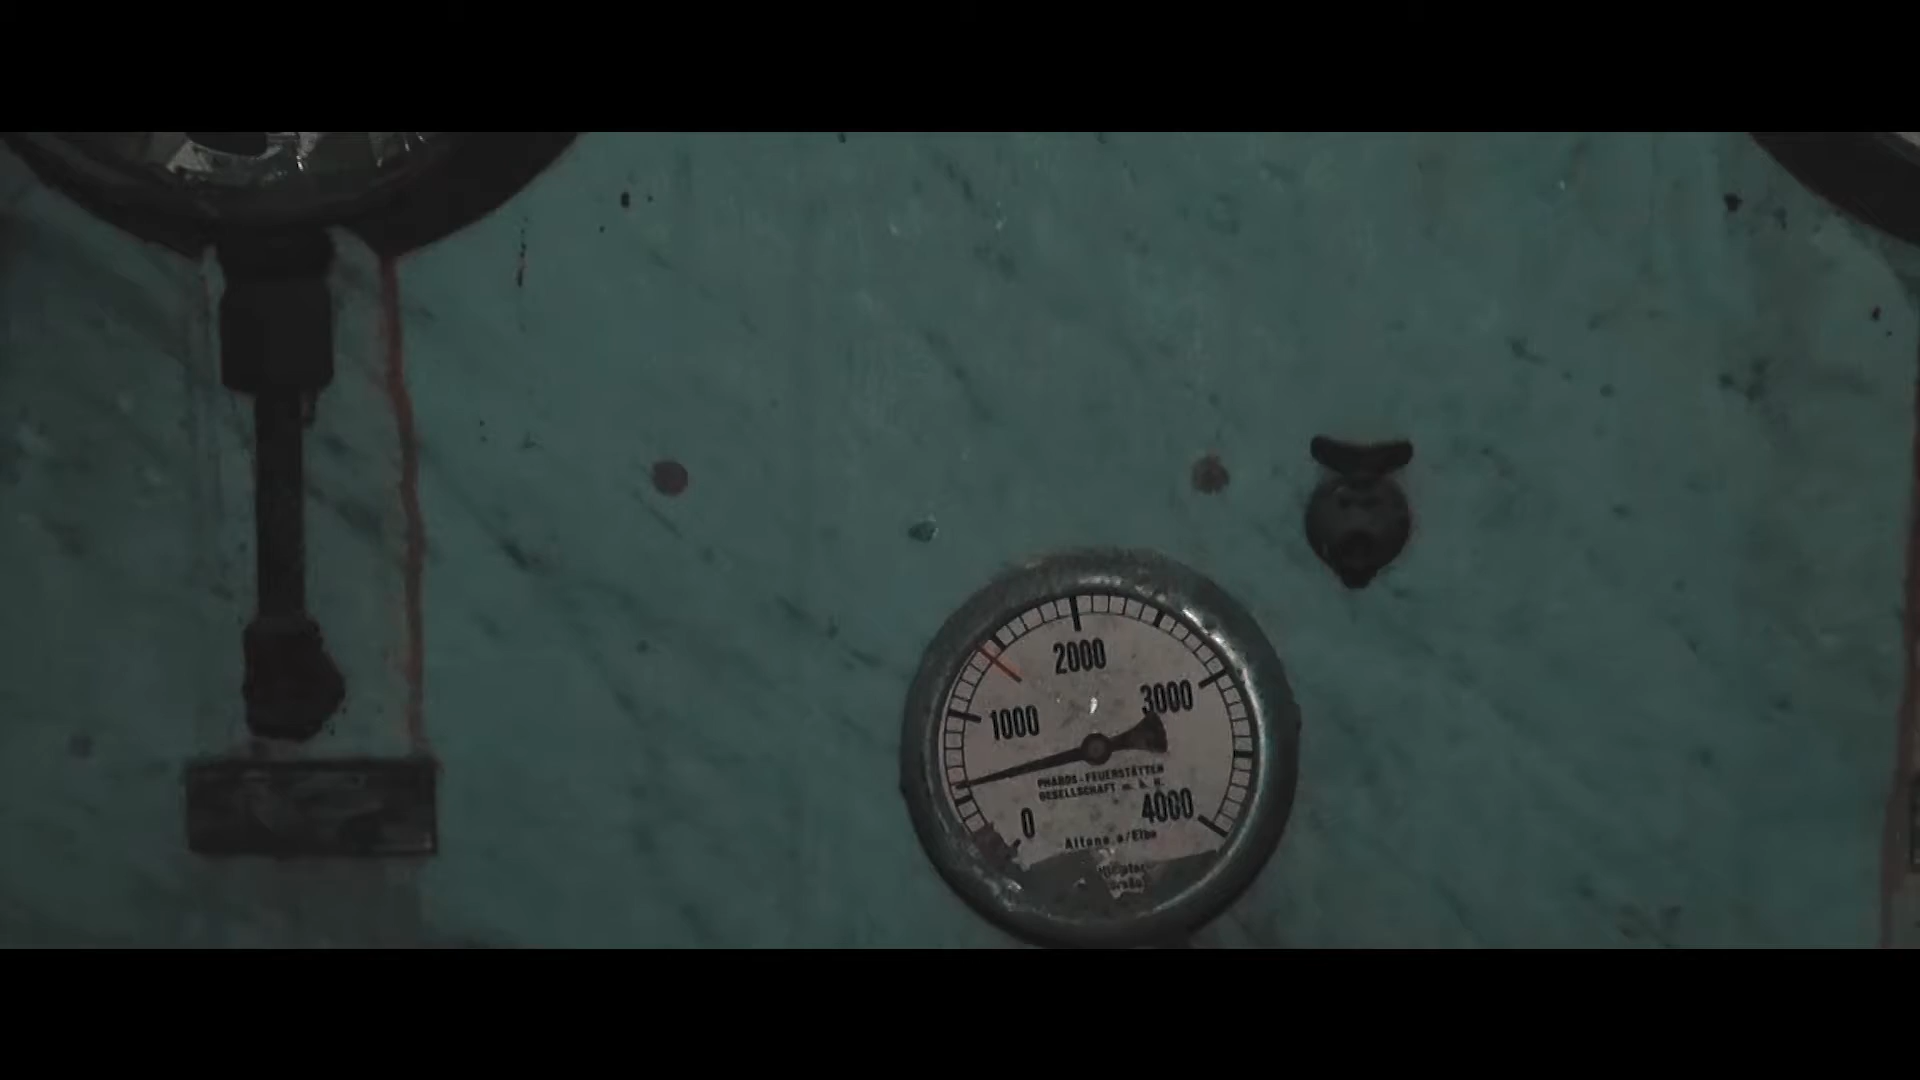 2000
3000
1000
PHAROS-FEUERSTÄTTEN
GESELLSCHAFT m. b. H.
4000
0
Altona a/Elbe